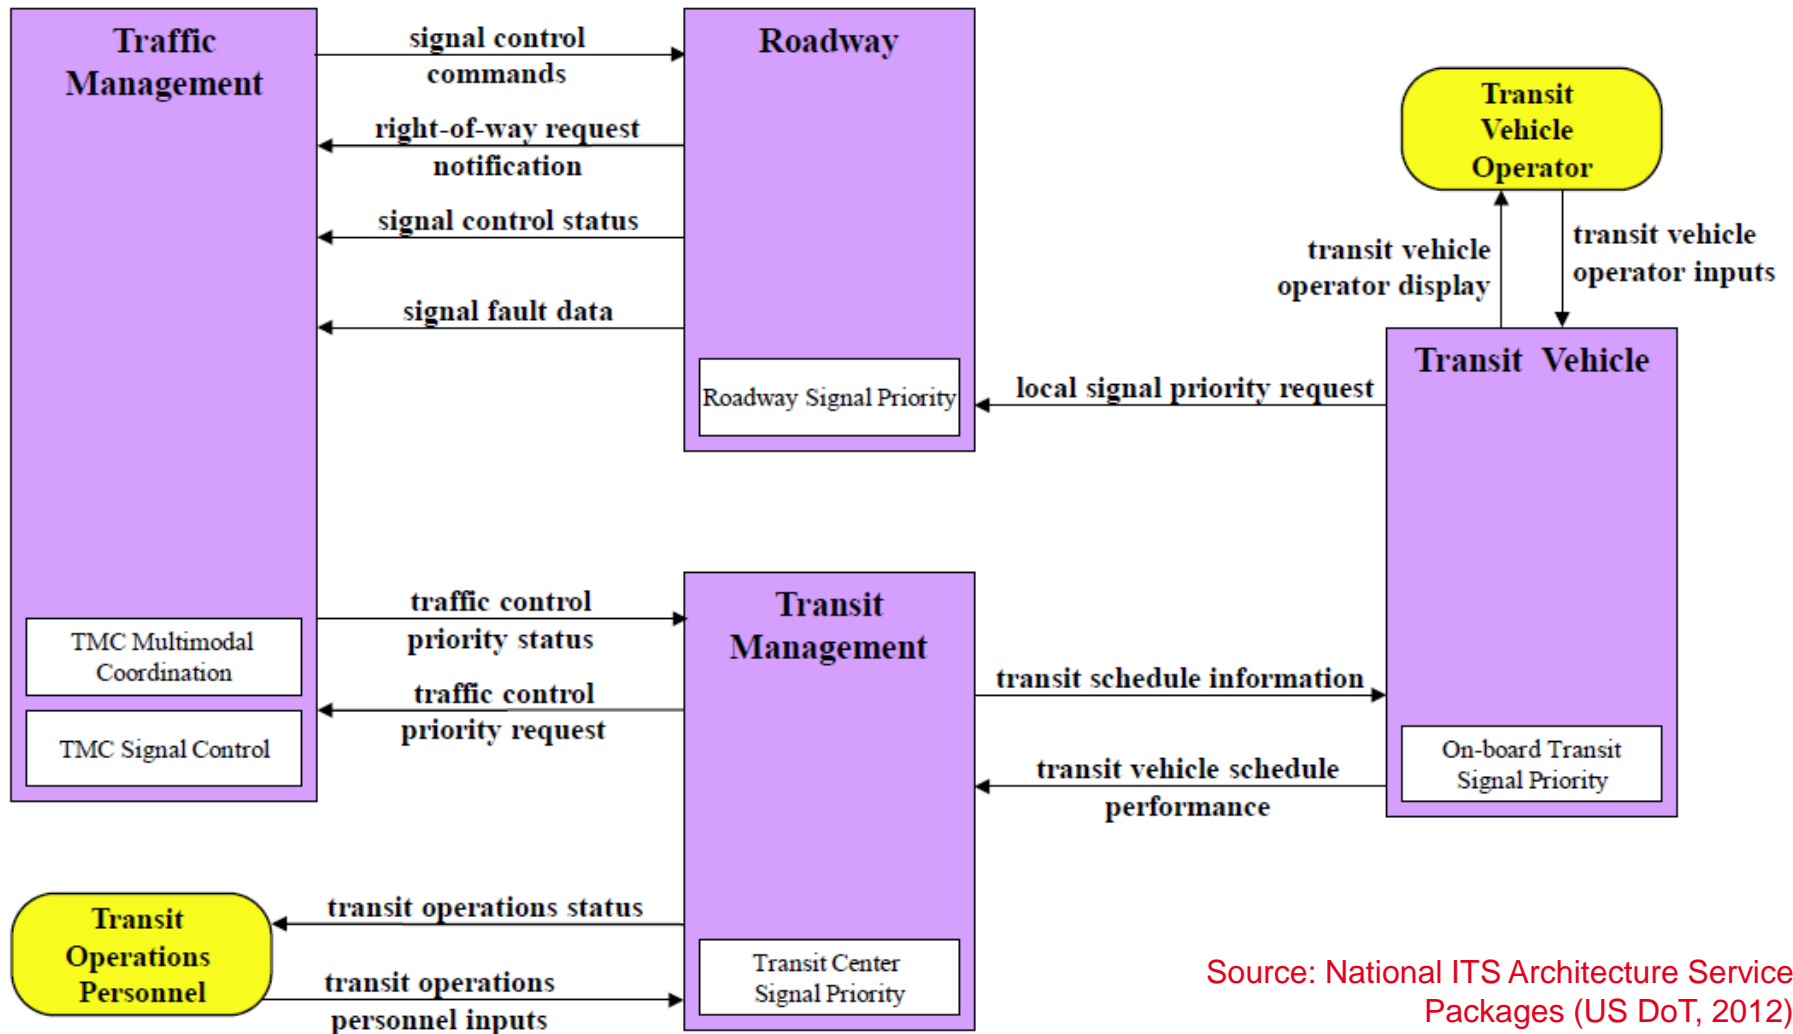 Traffic
Management
signal control
commands
right-of-way request
notification
signal control status
signal fault data
Roadway
Roadway Signal Priority
Transit
Vehicle
Operator
transit vehicle
operator display
transit vehicle
operator inputs
Transit Vehicle
local signal priority request
TMC Multimodal
Coordination
TMC Signal Control
traffic control
priority status
traffic control
priority request
Transit
Management
transit schedule information
transit vehicle schedule
performance
On-board Transit
Signal Priority
Transit
Operations
Personnel
transit operations status
transit operations
personnel inputs
Transit Center
Signal Priority
Source: National ITS Architecture Service
Packages (US DoT, 2012)